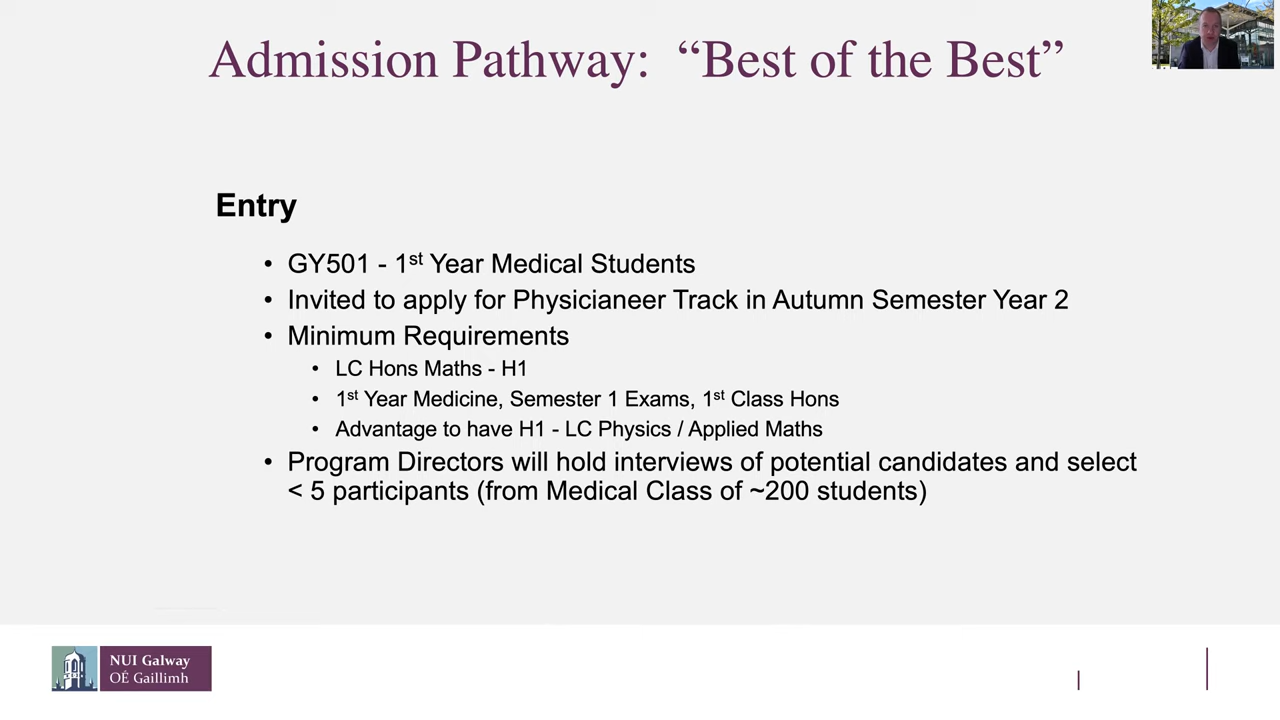 Admission Pathway:  “Best of the Best”
Entry
• GY501 - 1st Year Medical Students
• Invited to apply for Physicianeer Track in Autumn Semester Year 2
• Minimum Requirements
• LC Hons Maths - H1
• 1st Year Medicine, Semester 1 Exams, 1st Class Hons
• Advantage to have H1 - LC Physics / Applied Maths
• Program Directors will hold interviews of potential candidates and select
< 5 participants (from Medical Class of ~200 students)
NUI Galway
OÉ Gaillimh